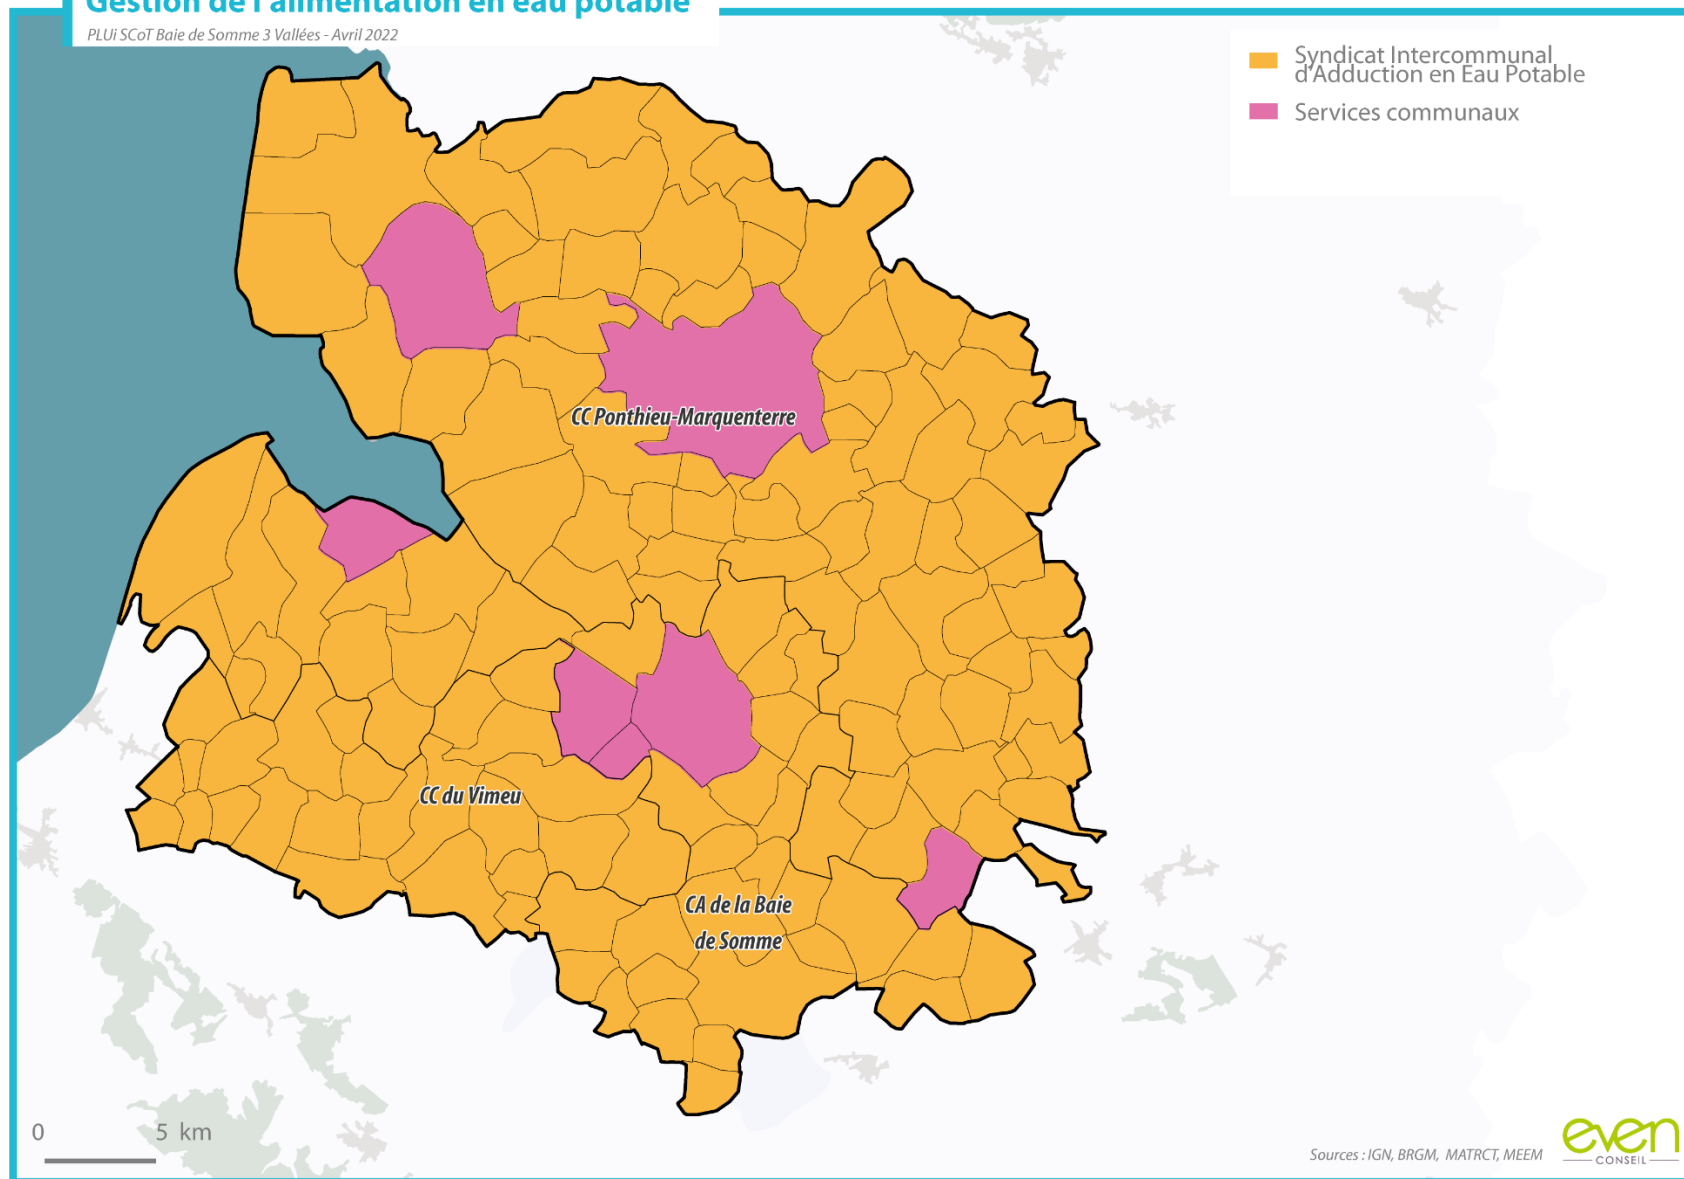 Gestion de l'alimentation en eau potable
PLUi SCoT Baie de Somme 3 Vallées - Avril 2022
Syndicat Intercommunal
d'Adduction en Eau Potable
Services communaux
CC Ponthieu-Marquenterre
CC du Vimeu
CA de la Baie
de Somme
0 5 km
Sources : IGN, BRGM, MATRCT, MEEM
even
CONSEIL